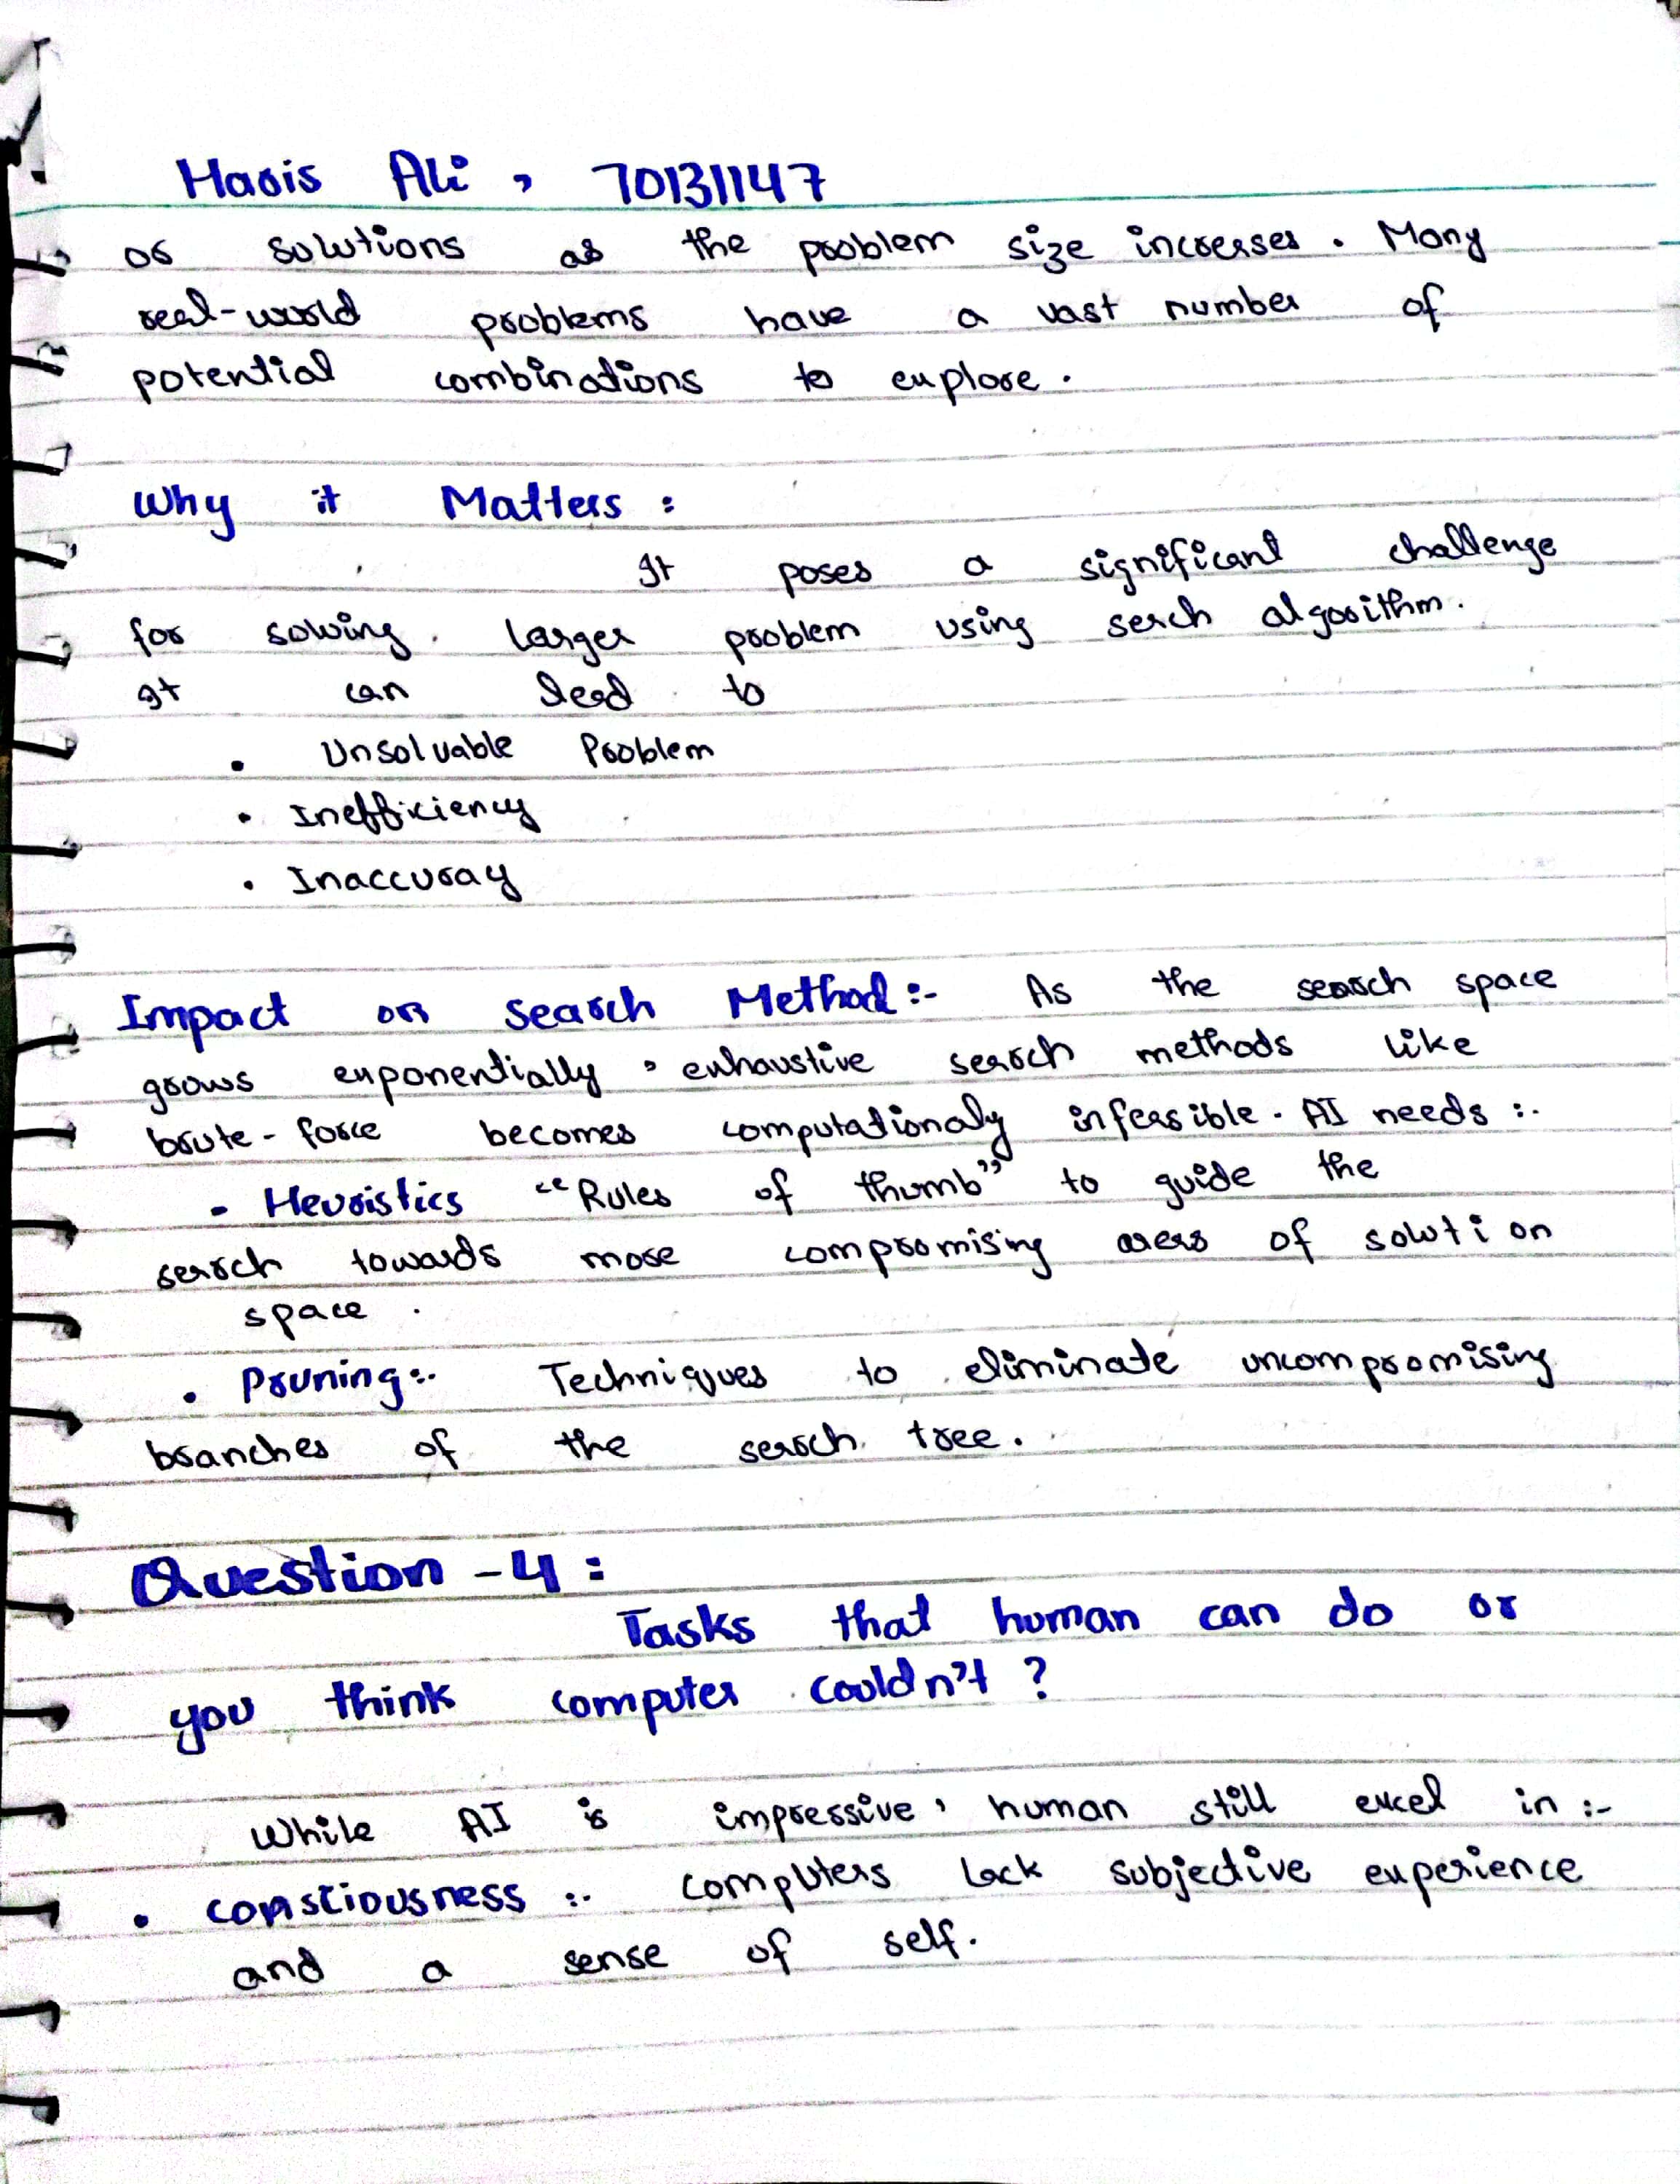 Haris Ali , 70131147
or solutions as the problem size increases . Many
real-world problems have a vast number of
potential combinations to explore .
Why it Matters :
It poses a significant challenge
for solving larger problem using serch algorithm.
It can lead to
• Unsolvable Problem
• Inefficiency
• Inaccuray
Impact on Search Method :- As the search space
grows exponentially , exhaustive search methods like
brute - force becomes computationaly infeasible . AI needs :-
- Heuristics "Rules of thumb" to guide the
search towards more compromising areas of solution
space .
• Pruning :- Techniques to eliminate uncompromising
branches of the search tree .
Question - 4 :
Tasks that human can do or
you think computer couldn't ?
While AI is impressive , human still excel in :-
• consciousness :- computers lack subjective experience
and a sense of self .